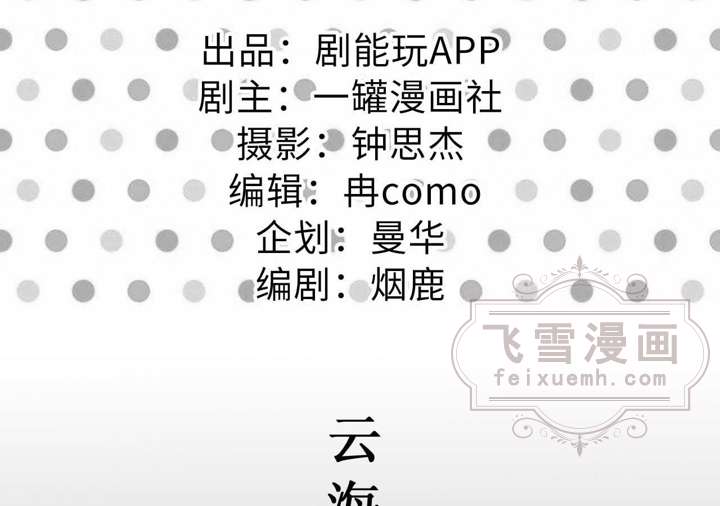 出品：剧能玩APP
剧主：一罐漫画社
摄影：钟思杰
编辑：冉como
企划：曼华
编剧：烟鹿
飞雪漫画
feixuemh.com
云
海